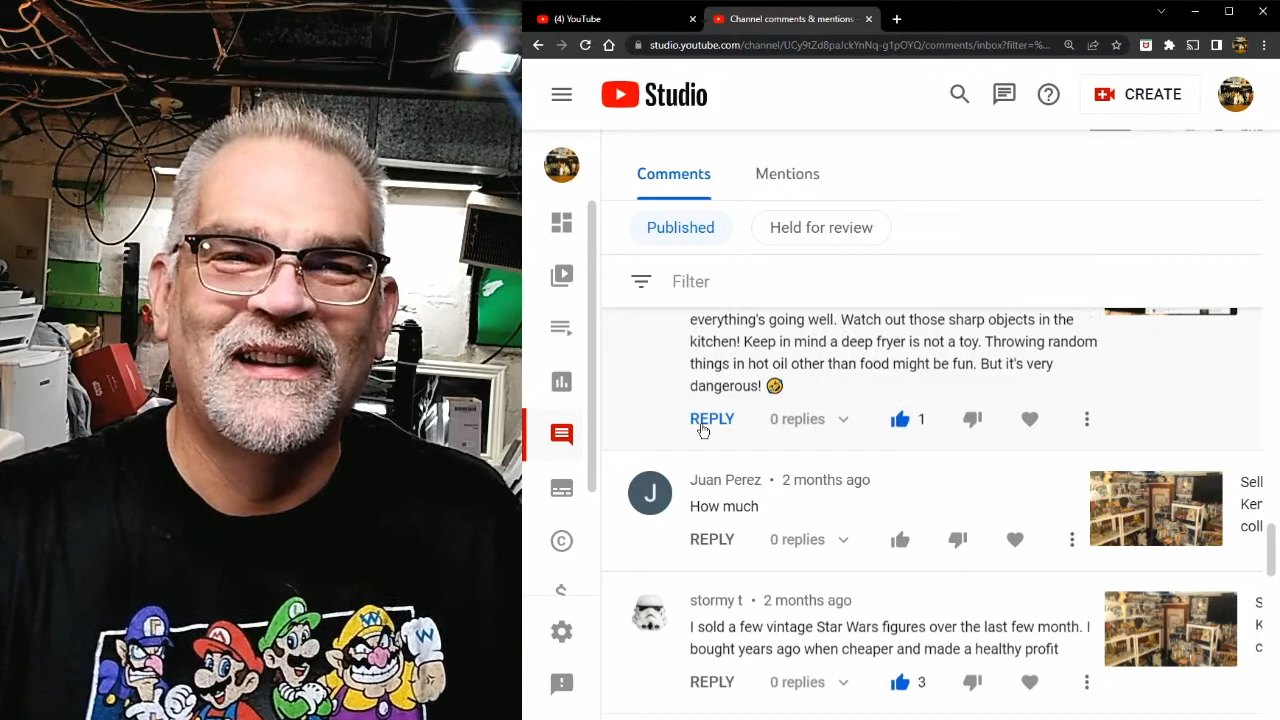 (4) YouTube
Channel comments & mentions
studio.youtube.com/channel/UCy9tZd8paJckYnNq-g1pOYQ/comments/inbox?filter=%...
Studio
CREATE
Comments Mentions
Published Held for review
Filter
everything's going well. Watch out those sharp objects in the
kitchen! Keep in mind a deep fryer is not a toy. Throwing random
things in hot oil other than food might be fun. But it's very
dangerous! 🤣
REPLY 0 replies 1
J
Juan Perez • 2 months ago
How much
REPLY 0 replies
Sell
Ker
coll
stormy t • 2 months ago
I sold a few vintage Star Wars figures over the last few month. I
bought years ago when cheaper and made a healthy profit
REPLY 0 replies 3
S
K
c
W